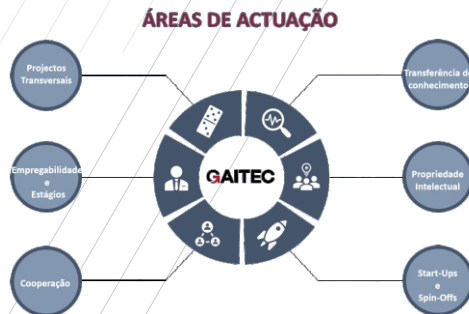 ÁREAS DE ACTUAÇÃO
Projectos
Transversais
Transferência de
conhecimento
Empregabilidade
e
Estágios
GAITEC
Propriedade
Intelectual
Cooperação
Start-Ups
e
Spin-Offs